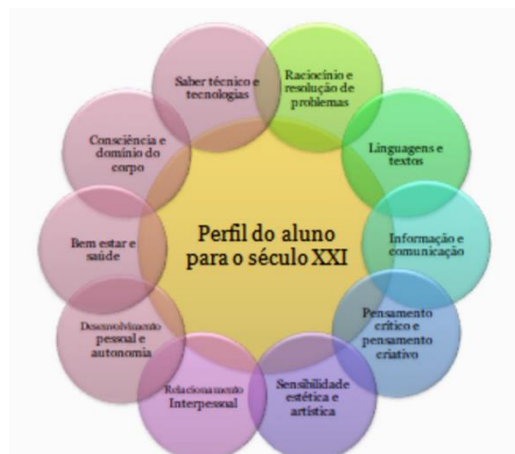 Perfil do aluno
para o século XXI
Raciocínio e
resolução de
problemas
Linguagens e
textos
Informação e
comunicação
Pensamento
crítico e
pensamento
criativo
Sensibilidade
estética e
artística
Relacionamento
Interpessoal
Desenvolvimento
pessoal e
autonomia
Bem estar e
saúde
Consciência e
domínio do
corpo
Saber técnico e
tecnologias